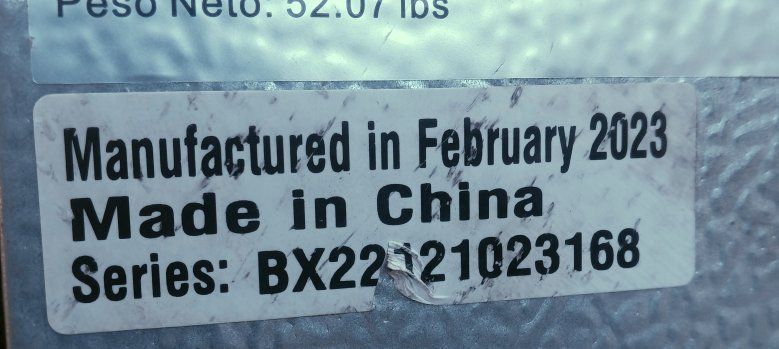 Peso Neto: 52.07 lbs
Manufactured in February 2023
Made in China
Series: